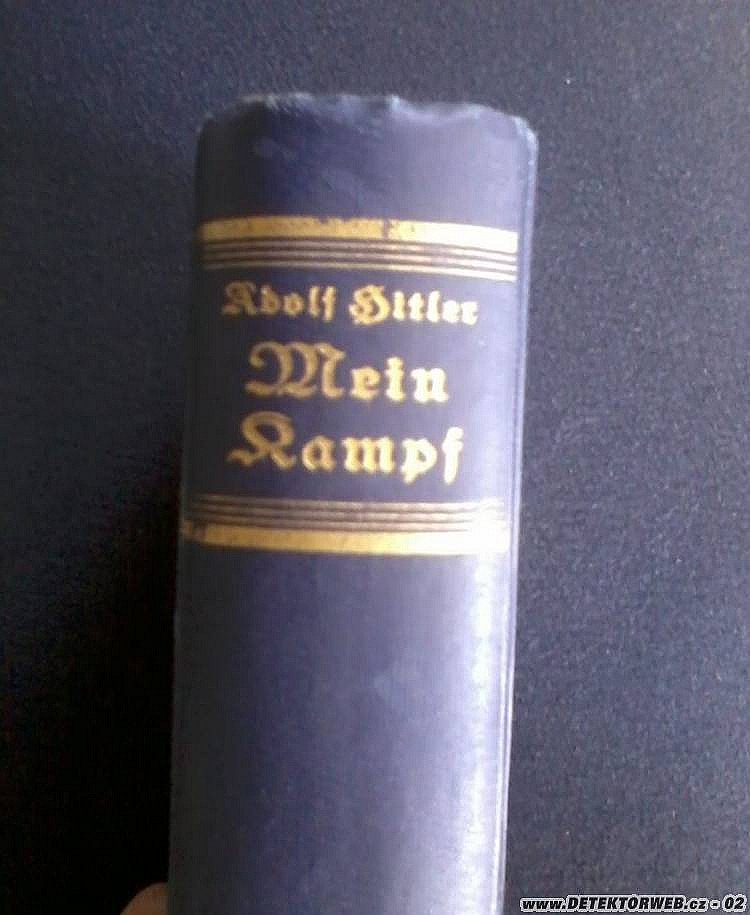 Adolf Hitler
Mein
Kampf
www.DETEKTORWEB.cz - 02